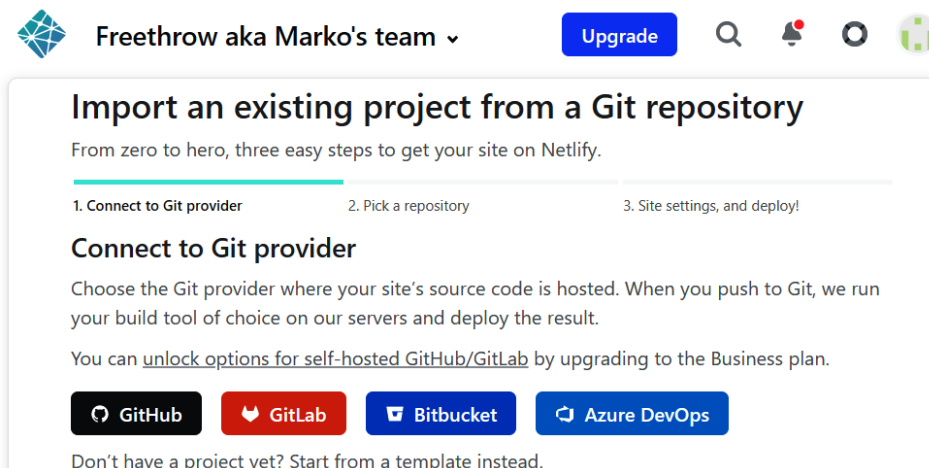 Freethrow aka Marko's team
Upgrade
Import an existing project from a Git repository
From zero to hero, three easy steps to get your site on Netlify.
1. Connect to Git provider
2. Pick a repository
3. Site settings, and deploy!
Connect to Git provider
Choose the Git provider where your site’s source code is hosted. When you push to Git, we run
your build tool of choice on our servers and deploy the result.
You can unlock options for self-hosted GitHub/GitLab by upgrading to the Business plan.
GitHub
GitLab
Bitbucket
Azure DevOps
Don’t have a project yet? Start from a template instead.